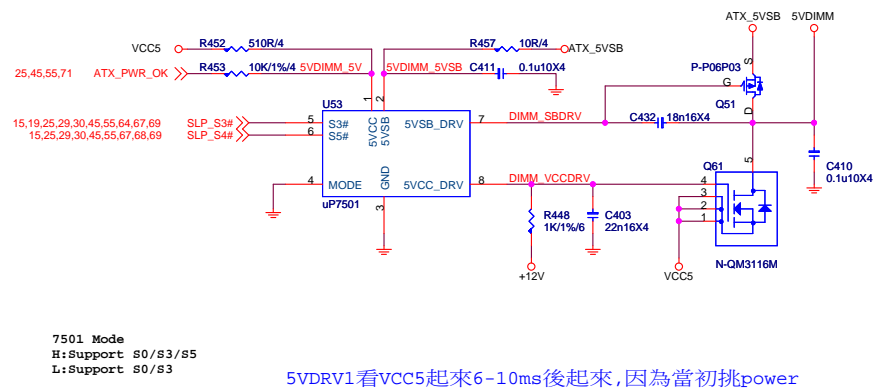 ATX_5VSB 5VDIMM
VCC5 R452 510R/4 R457 10R/4 ATX_5VSB
25,45,55,71 ATX_PWR_OK R453 10K/1%/4 5VDIMM_5V 5VDIMM_5VSB C411 0.1u10X4
P-P06P03
S
G
Q51
D
U53
1 2
15,19,25,29,30,45,55,64,67,69 SLP_S3# 5 S3# 5VCC 5VSB 5VSB_DRV 7 DIMM_SBDRV C432 18n16X4
15,25,29,30,45,55,67,68,69 SLP_S4# 6 S5#
4 MODE GND 5VCC_DRV 8 DIMM_VCCDRV
uP7501
3
R448
1K/1%/6
C403
22n16X4
+12V
Q61
5
4
3
2
1
C410
0.1u10X4
VCC5
N-QM3116M
7501 Mode
H:Support S0/S3/S5
L:Support S0/S3
5VDRV1看VCC5起來6-10ms後起來,因為當初挑power